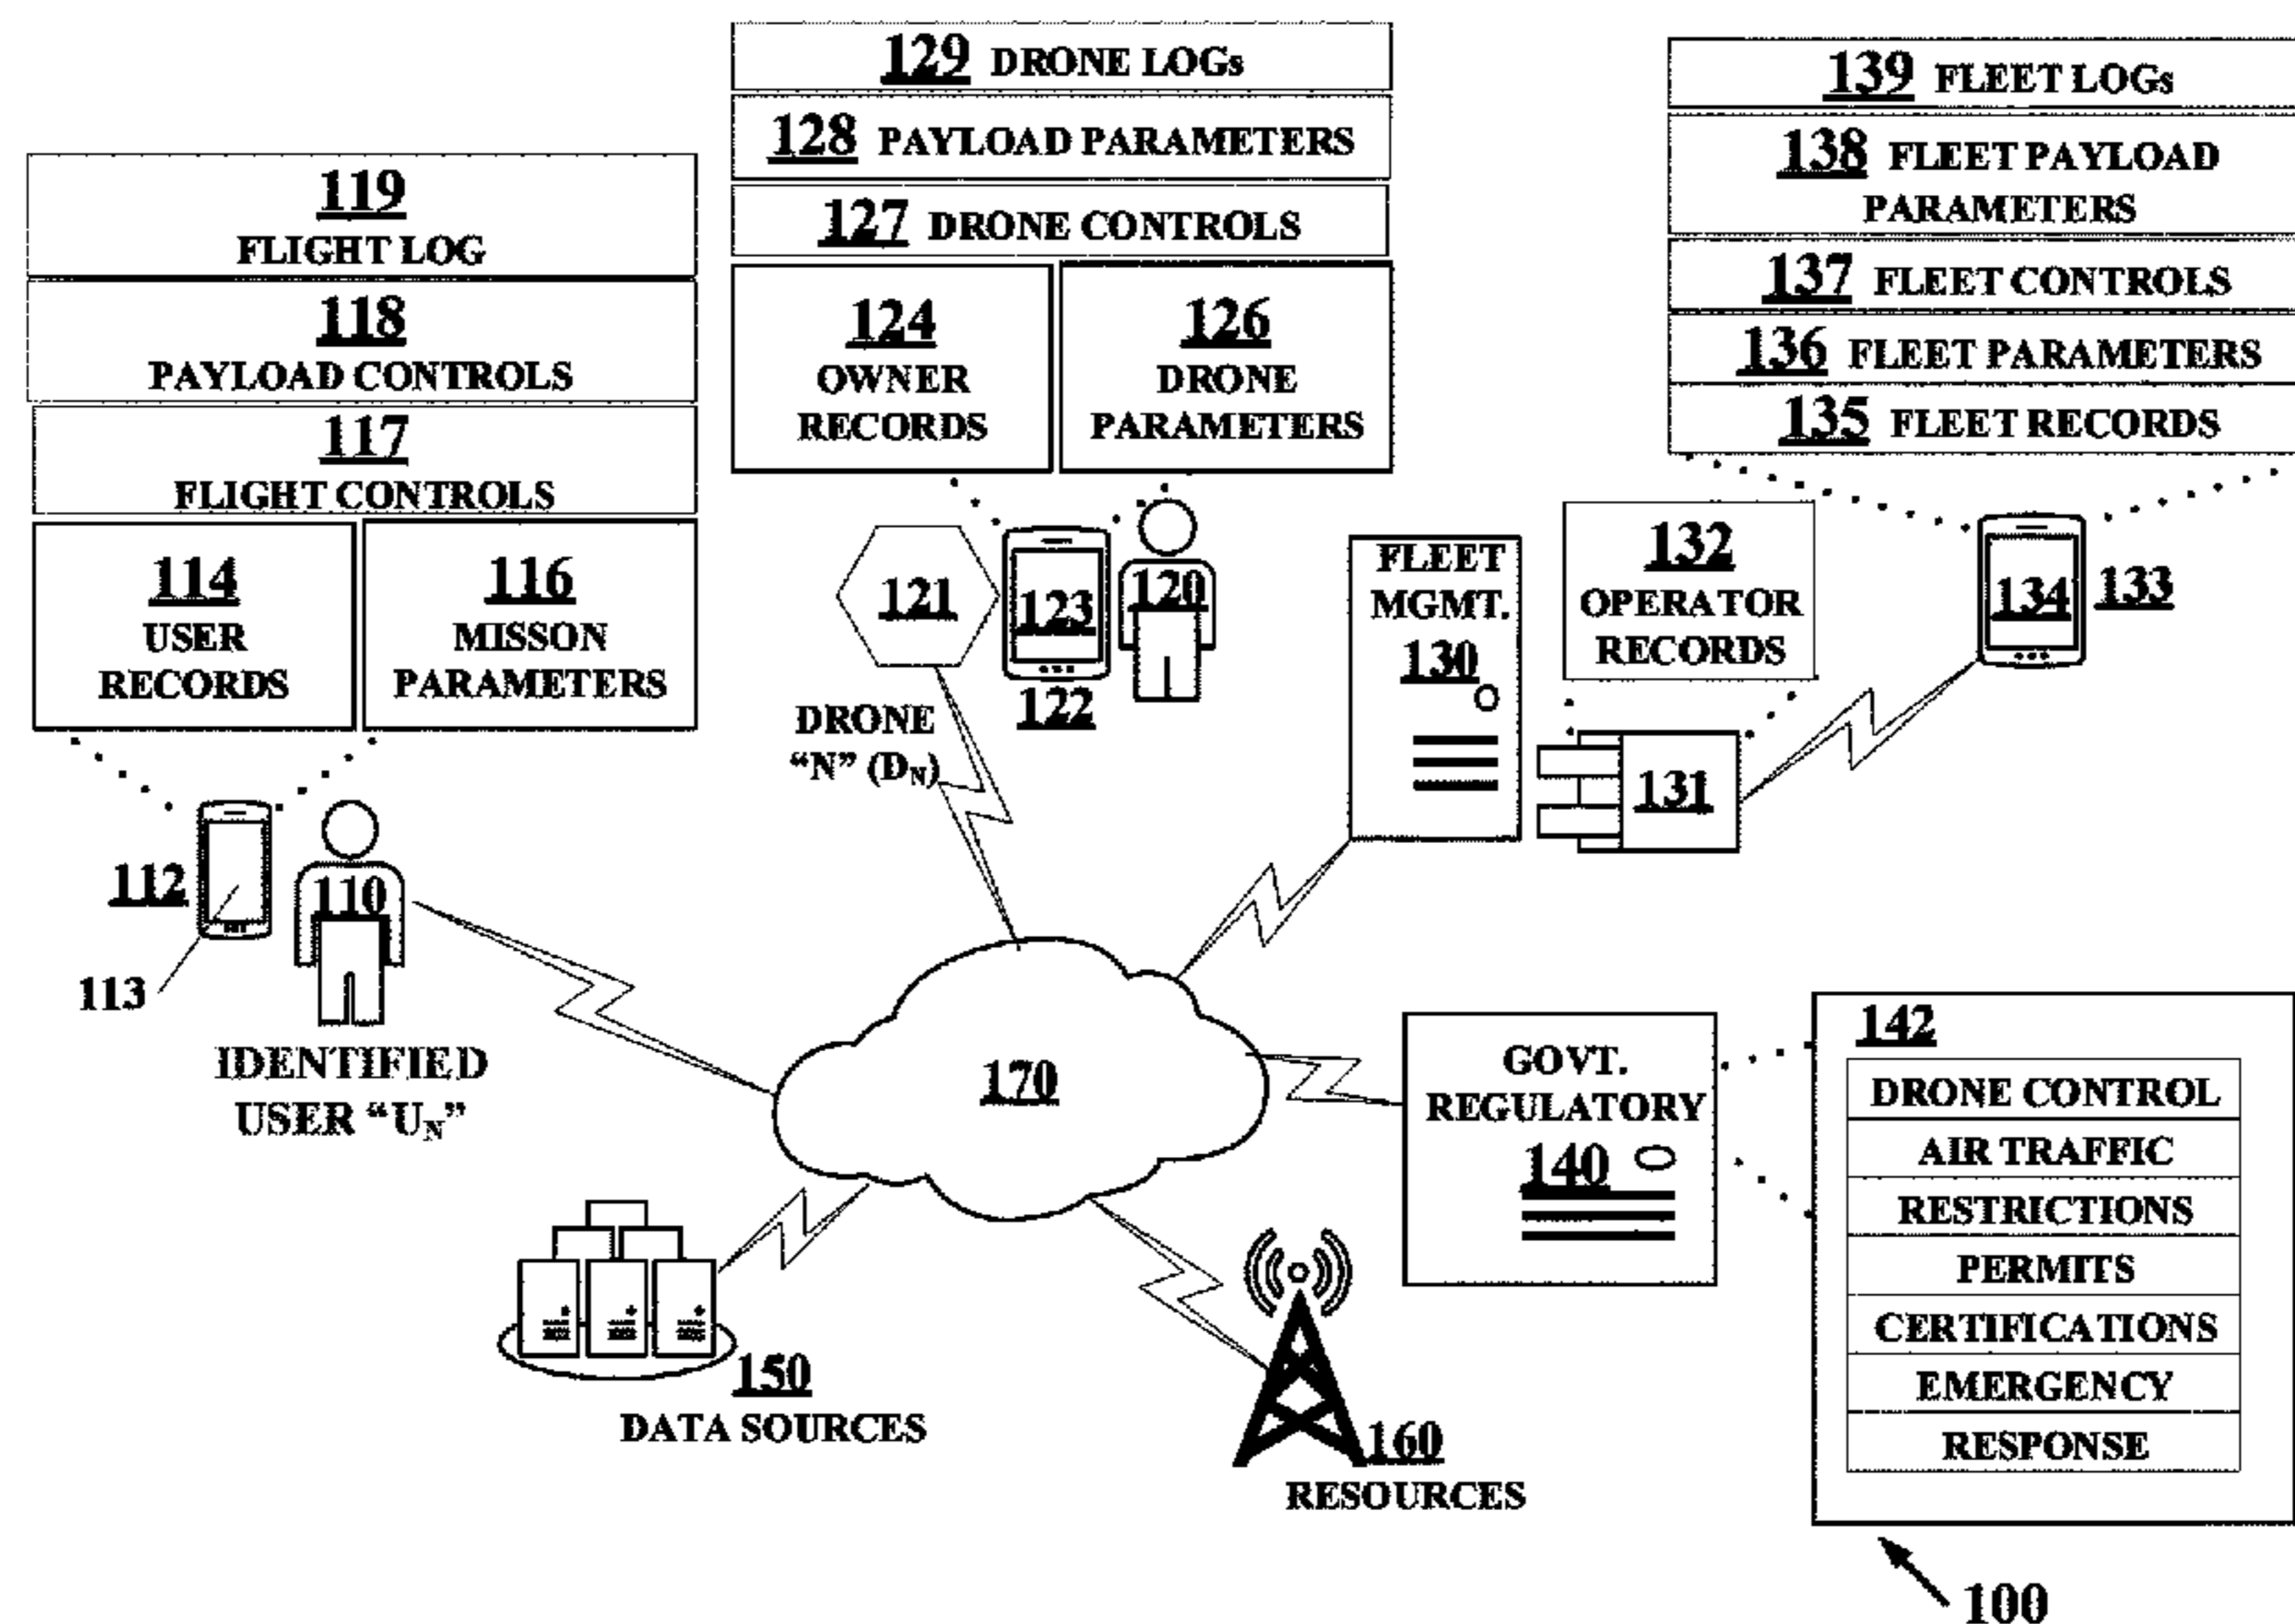 129 DRONE LOGs
128 PAYLOAD PARAMETERS
127 DRONE CONTROLS
124
OWNER
RECORDS
126
DRONE
PARAMETERS
139 FLEET LOGs
138 FLEET PAYLOAD
PARAMETERS
137 FLEET CONTROLS
136 FLEET PARAMETERS
135 FLEET RECORDS
119
FLIGHT LOG
118
PAYLOAD CONTROLS
117
FLIGHT CONTROLS
114
USER
RECORDS
116
MISSON
PARAMETERS
121
123
120
122
DRONE
“N” (DN)
FLEET
MGMT.
130
132
OPERATOR
RECORDS
131
134
133
112
110
113
IDENTIFIED
USER “UN”
170
GOVT.
REGULATORY
140
142
DRONE CONTROL
AIR TRAFFIC
RESTRICTIONS
PERMITS
CERTIFICATIONS
EMERGENCY
RESPONSE
150
DATA SOURCES
160
RESOURCES
100